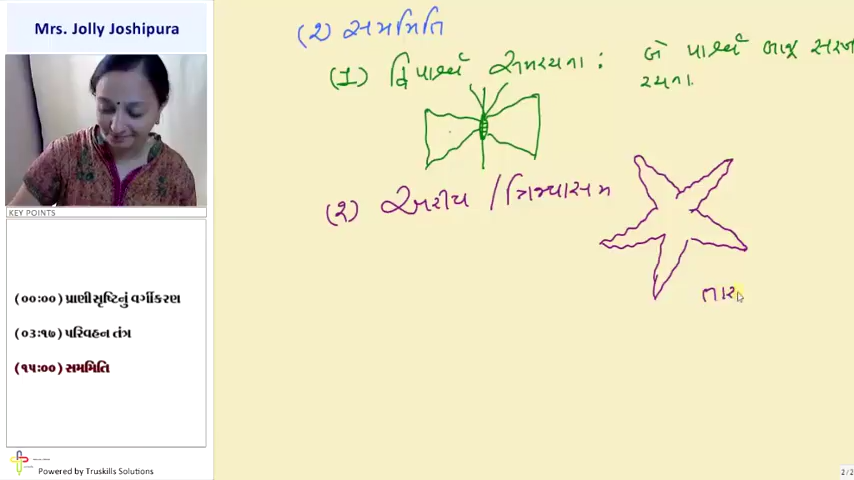 Mrs. Jolly Joshipura
(૨) સમમિતિ
(1) દ્વિપાર્શ્વ સમરચના : બે પાર્શ્વ બાજુ સરખ
રચના
(૨) અરીય / ત્રિજ્યાસમ
તાર
KEY POINTS
(૦૦:૦૦) પ્રાણીસૃષ્ટિનું વર્ગીકરણ
(૦૩:૧૭) પરિવહન તંત્ર
(૧૫:૦૦) સમમિતિ
Powered by Truskills Solutions
2/2